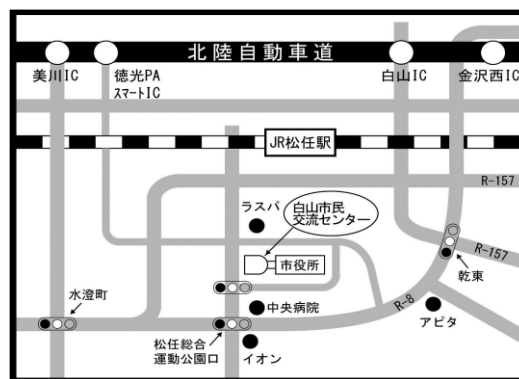 北陸自動車道
美川IC
徳光PA
スマートIC
白山IC
金沢西IC
JR松任駅
R-157
ラスパ
白山市民
交流センター
市役所
R-157
乾東
水澄町
中央病院
R-8
アピタ
松任総合
運動公園口
イオン